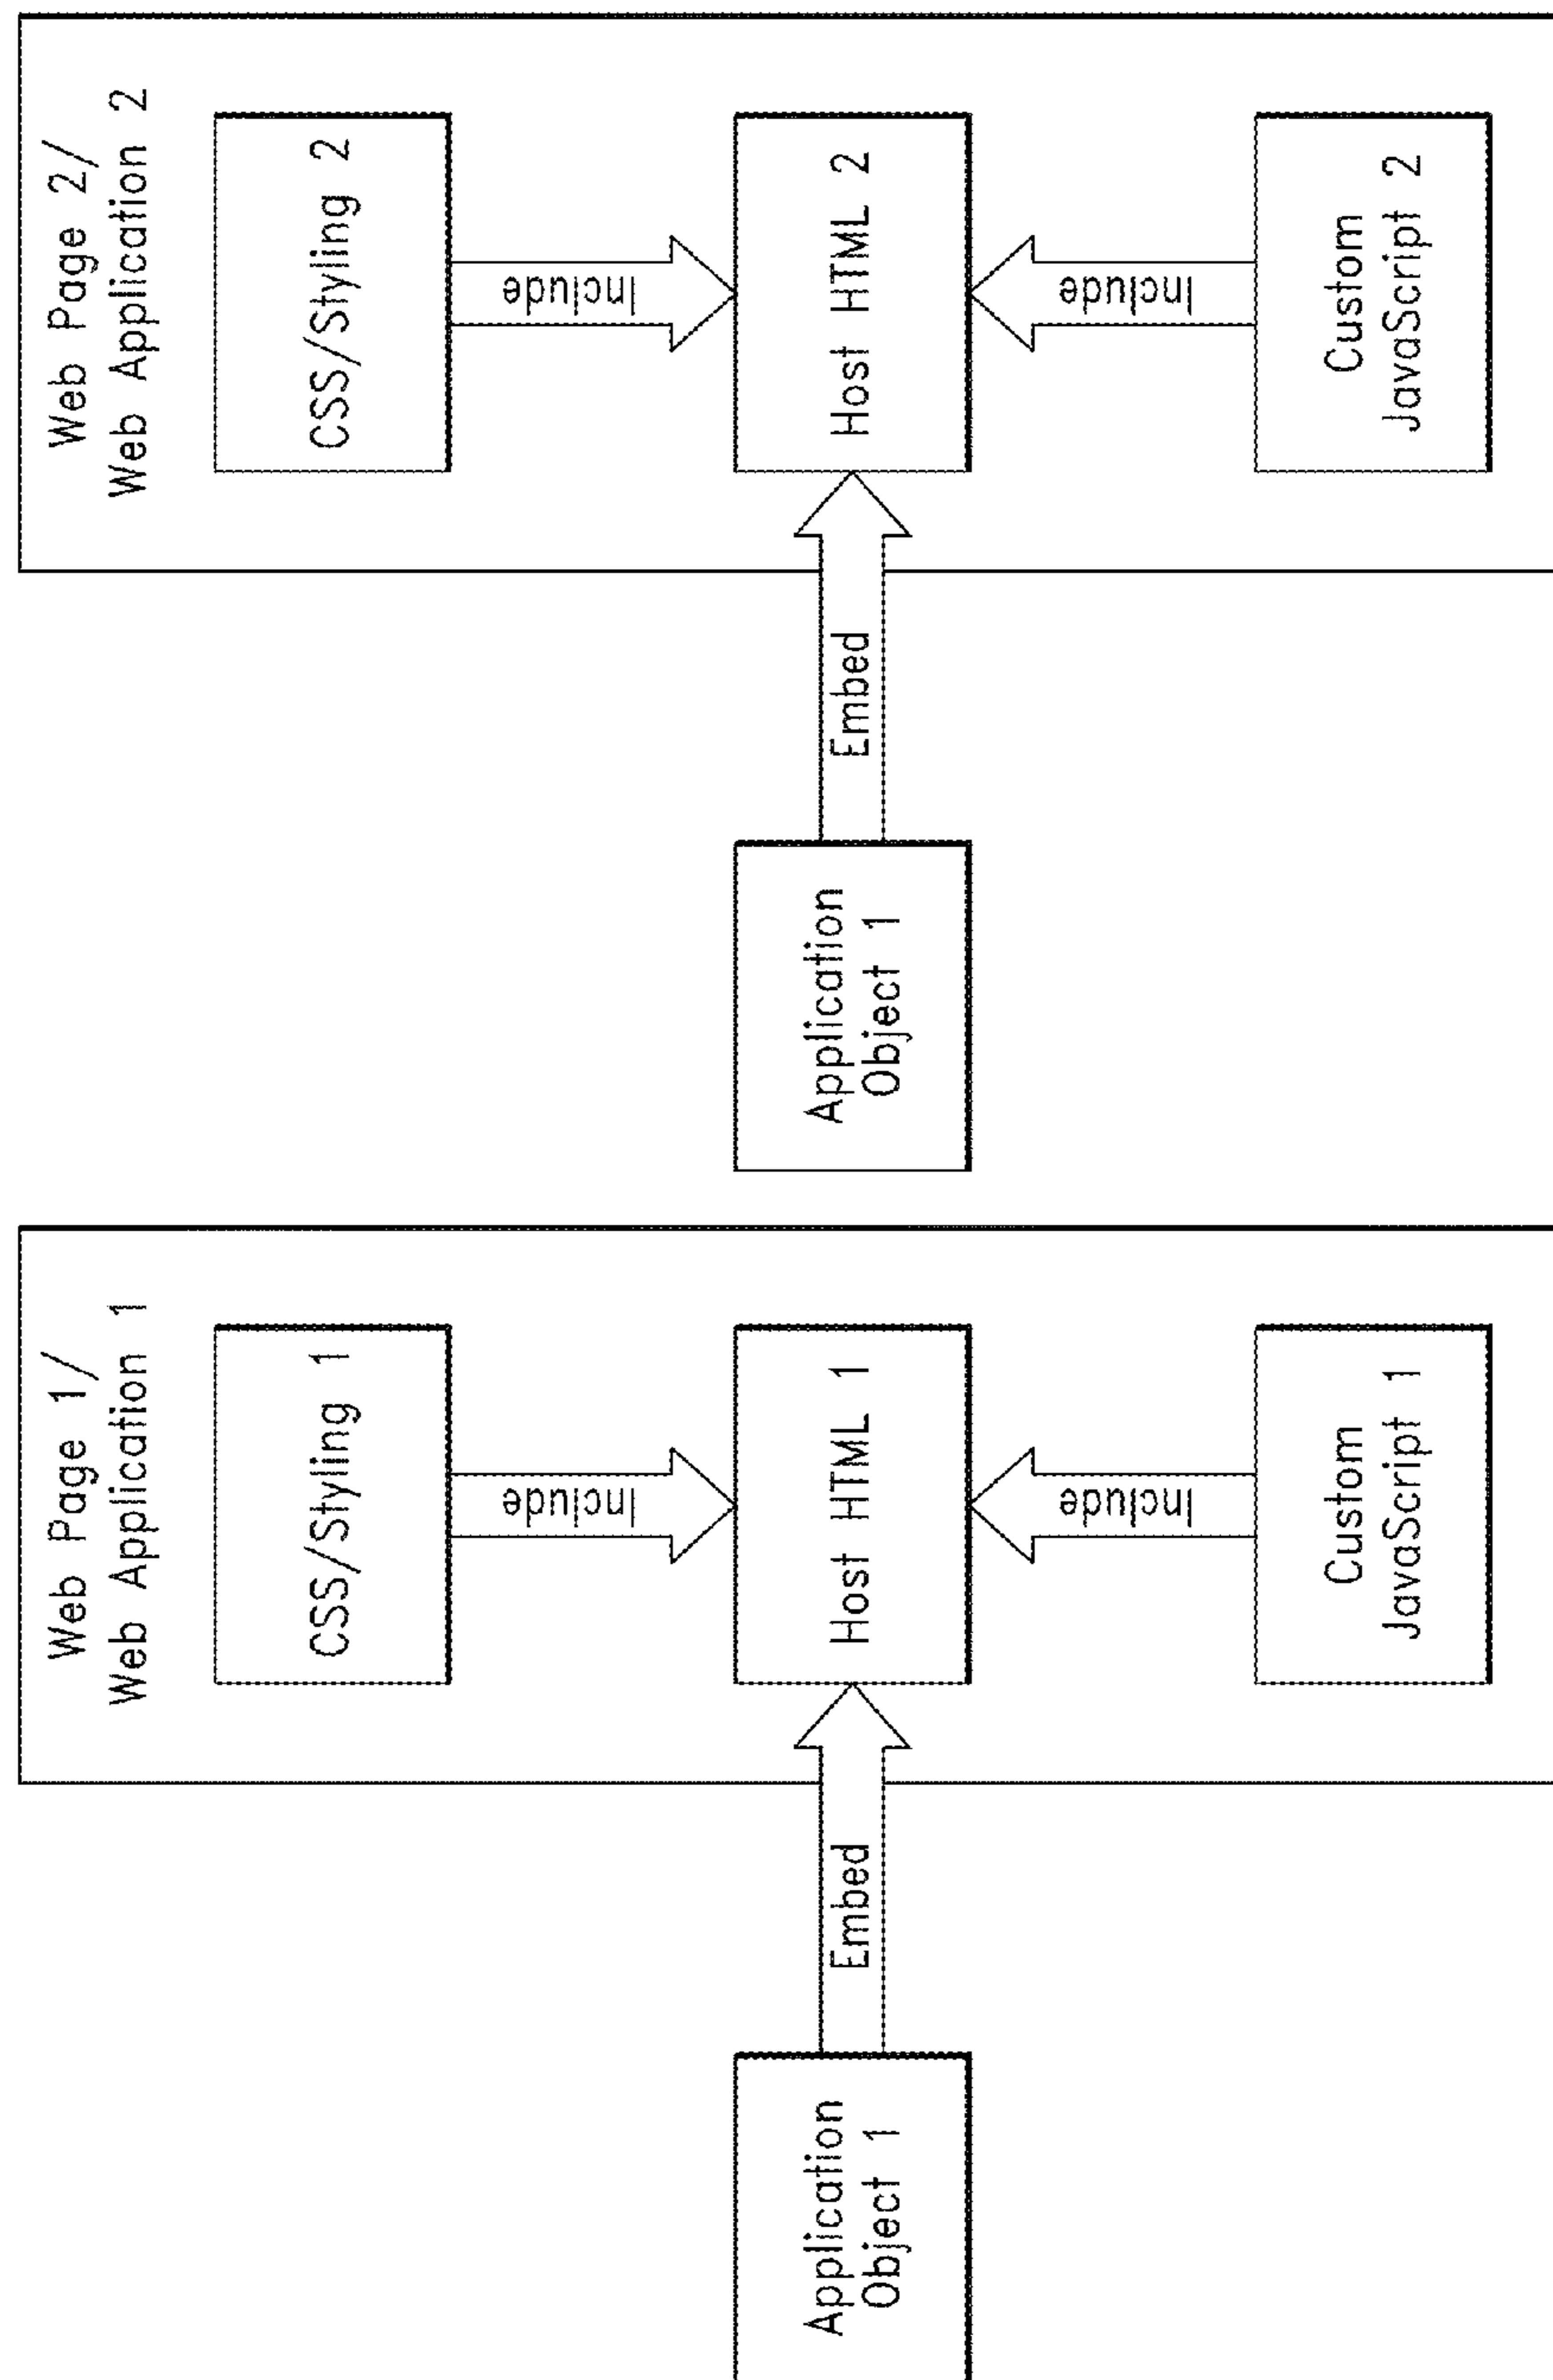 Web Page 1/
Web Application 1
CSS/Styling 1
Include
Application
Object 1
Embed
Host HTML 1
Include
Custom
JavaScript 1
Web Page 2/
Web Application 2
CSS/Styling 2
Include
Application
Object 1
Embed
Host HTML 2
Include
Custom
JavaScript 2